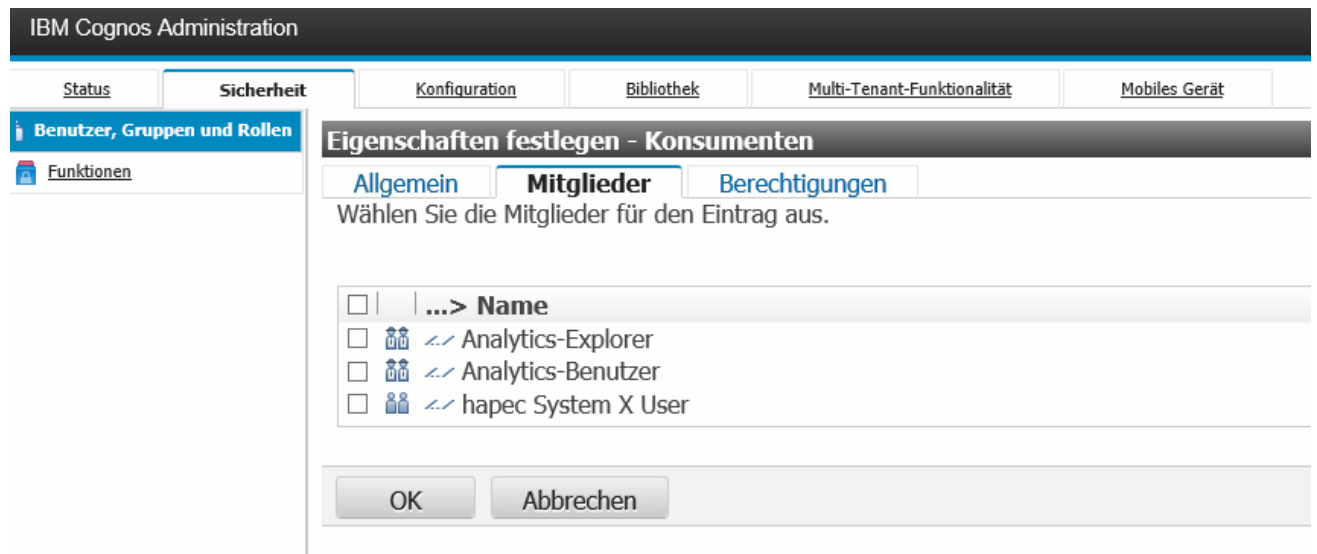 IBM Cognos Administration
Status Sicherheit Konfiguration Bibliothek Multi-Tenant-Funktionalität Mobiles Gerät
Benutzer, Gruppen und Rollen
Funktionen
Eigenschaften festlegen - Konsumenten
Allgemein Mitglieder Berechtigungen
Wählen Sie die Mitglieder für den Eintrag aus.
...> Name
Analytics-Explorer
Analytics-Benutzer
hapec System X User
OK Abbrechen